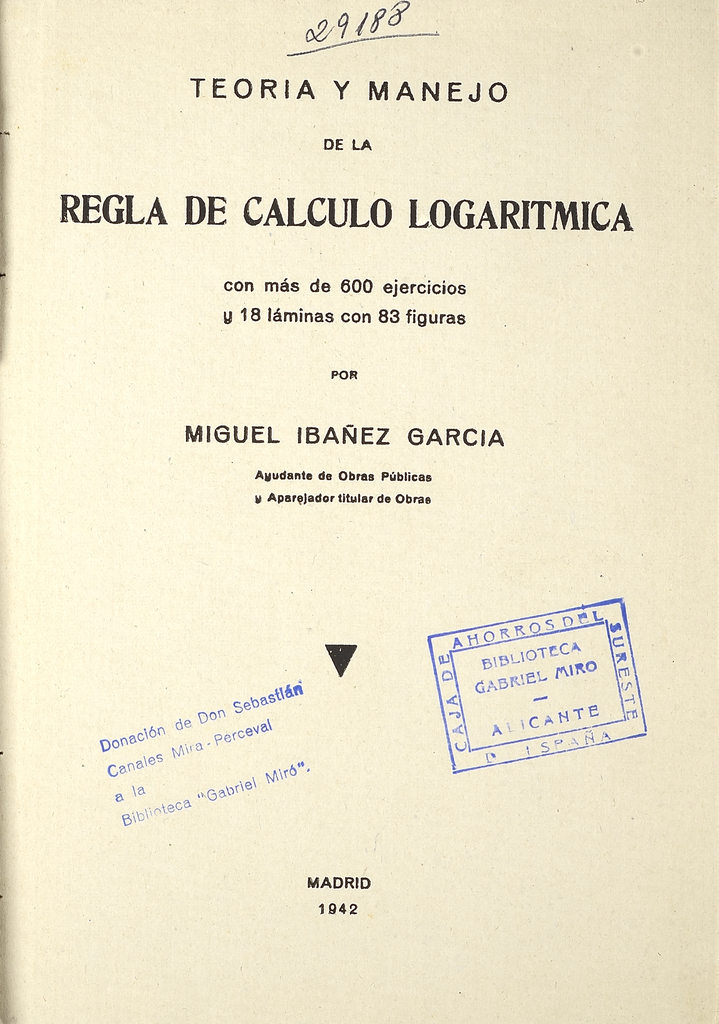 29188
TEORIA Y MANEJO
DE LA
REGLA DE CALCULO LOGARITMICA
con más de 600 ejercicios
y 18 láminas con 83 figuras
POR
MIGUEL IBAÑEZ GARCIA
Ayudante de Obras Públicas
y Aparejador titular de Obras
CAJA DE AHORROS DEL SURESTE
D ESPAÑA
BIBLIOTECA
GABRIEL MIRO
—
ALICANTE
Donación de Don Sebastián
Canales Mira-Perceval
a la
Biblioteca "Gabriel Miró".
MADRID
1942